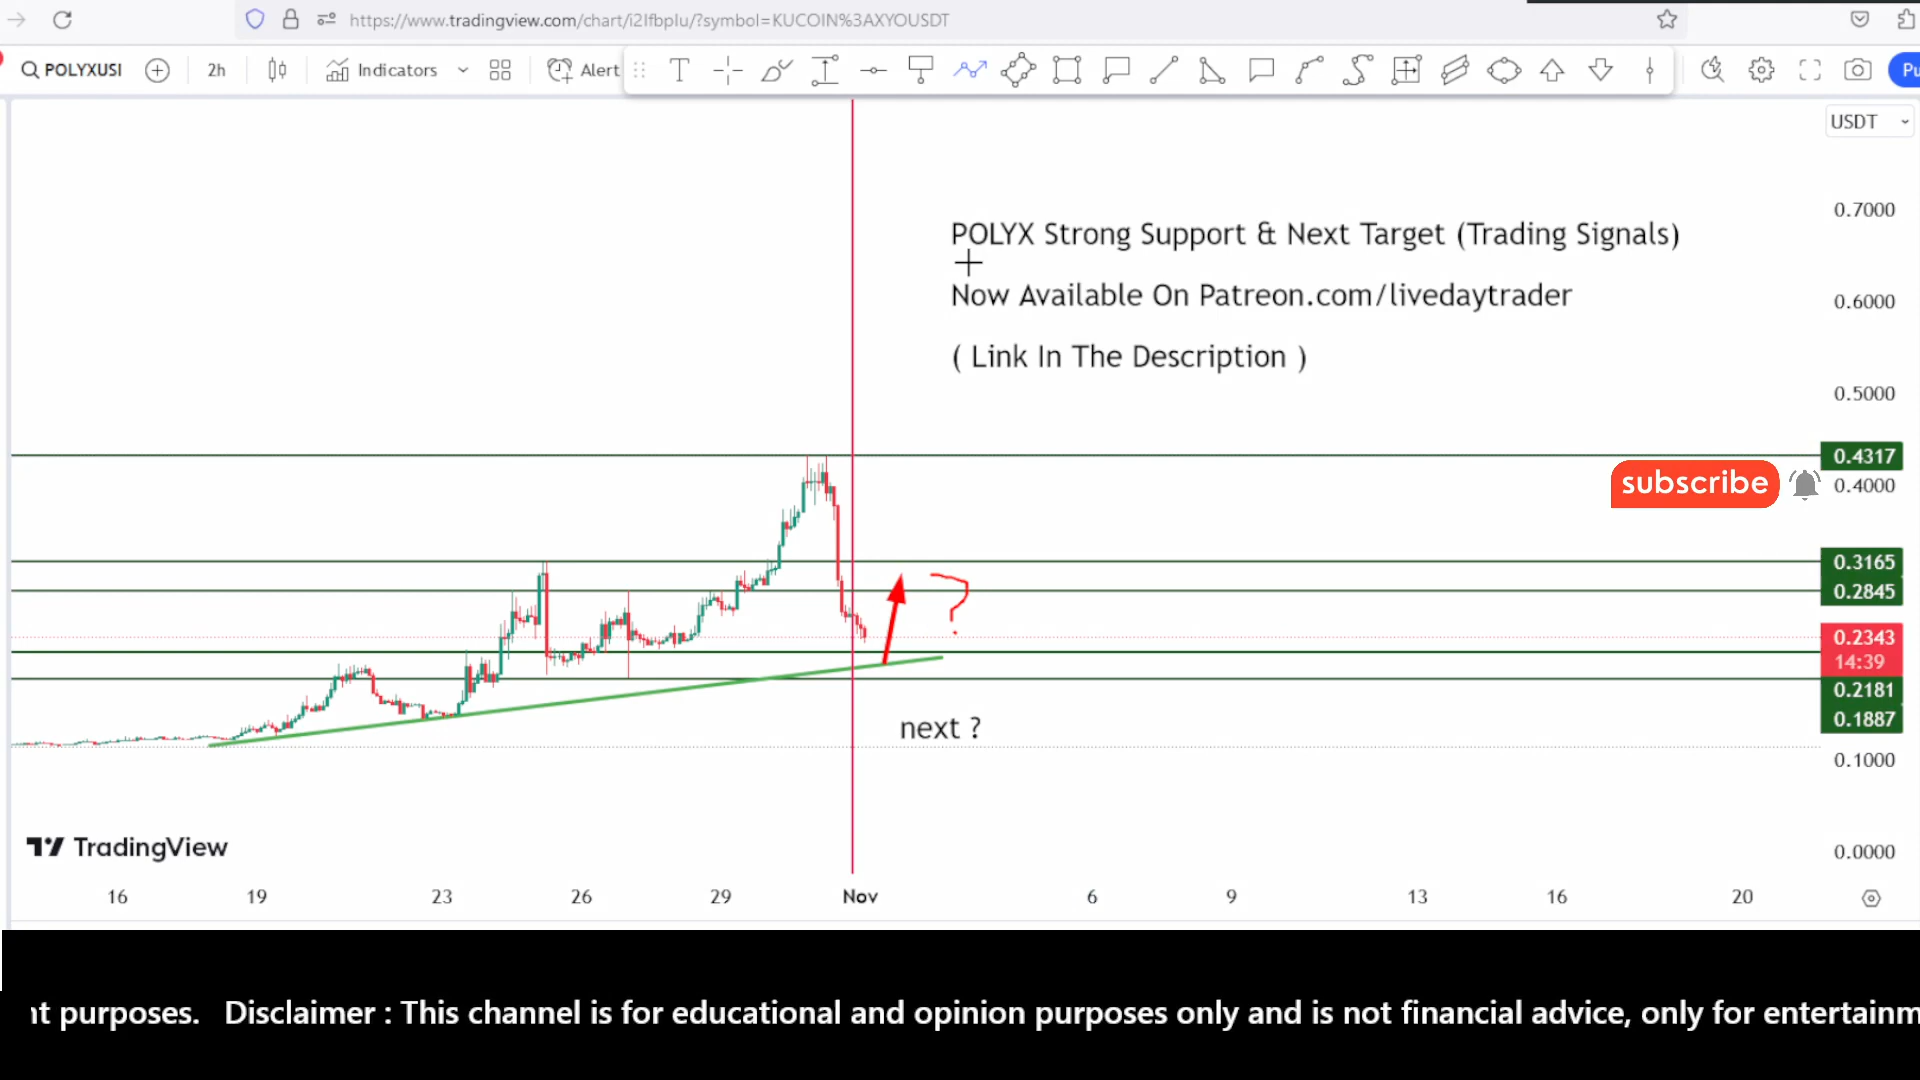 https://www.tradingview.com/chart/i2Ifbplu/?symbol=KUCOIN%3AXYOUSDT
POLYXUSI 2h Indicators Alert Pu
USDT
0.7000
POLYX Strong Support & Next Target (Trading Signals)
Now Available On Patreon.com/livedaytrader
0.6000
( Link In The Description )
0.5000
0.4317
subscribe
0.4000
0.3165
0.2845
?
0.2343
14:39
0.2181
0.1887
next ?
0.1000
TradingView
0.0000
16 19 23 26 29 Nov 6 9 13 16 20
nt purposes. Disclaimer : This channel is for educational and opinion purposes only and is not financial advice, only for entertainm